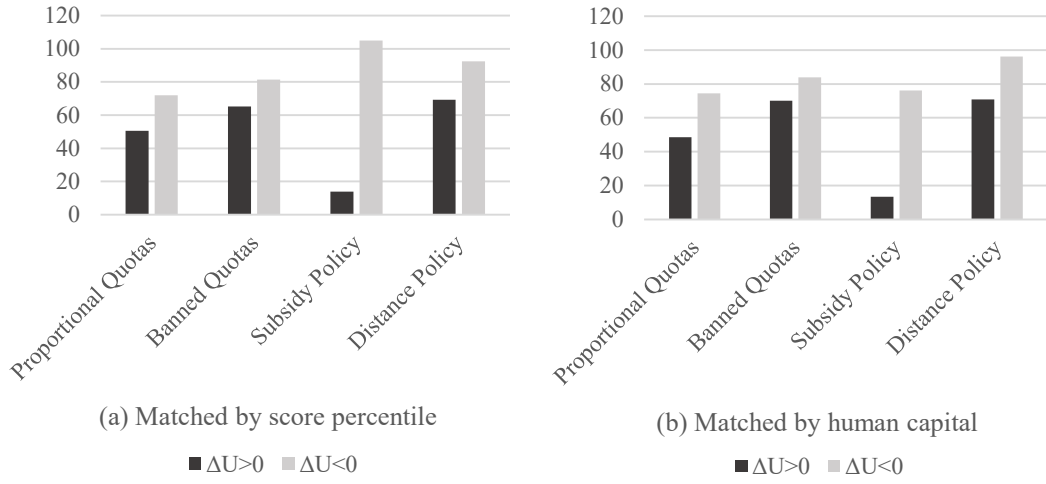 120
100
80
60
40
20
0
Proportional Quotas
Banned Quotas
Subsidy Policy
Distance Policy
(a) Matched by score percentile
■ ΔU>0 ■ ΔU<0
120
100
80
60
40
20
0
Proportional Quotas
Banned Quotas
Subsidy Policy
Distance Policy
(b) Matched by human capital
■ ΔU>0 ■ ΔU<0